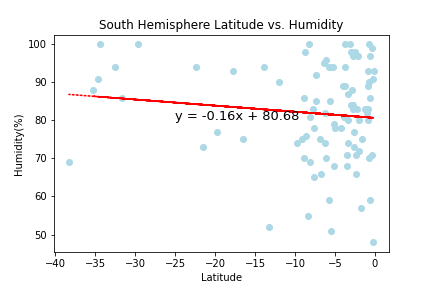 South Hemisphere Latitude vs. Humidity
100
90
80
70
60
50
Humidity(%)
y = -0.16x + 80.68
−40 −35 −30 −25 −20 −15 −10 −5 0
Latitude